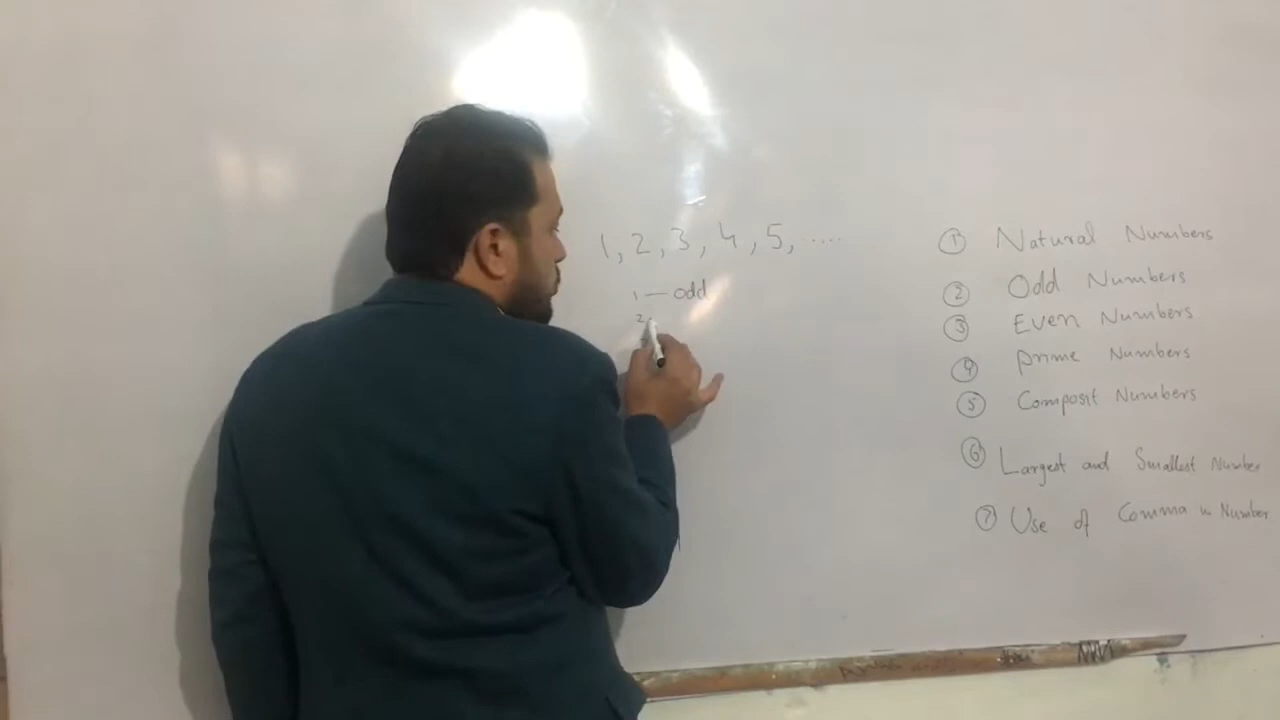 1, 2, 3, 4, 5, ....
1 — odd
2
① Natural Numbers
② Odd Numbers
③ Even Numbers
④ prime Numbers
⑤ Composit Numbers
⑥ Largest and Smallest Number
⑦ Use of Comma in Number